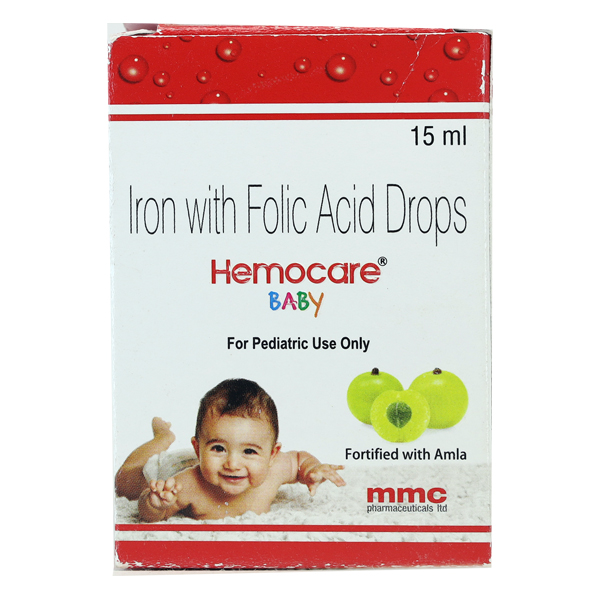 15 ml
Iron with Folic Acid Drops
Hemocare®
BABY
For Pediatric Use Only
Fortified with Amla
mmc
pharmaceuticals ltd